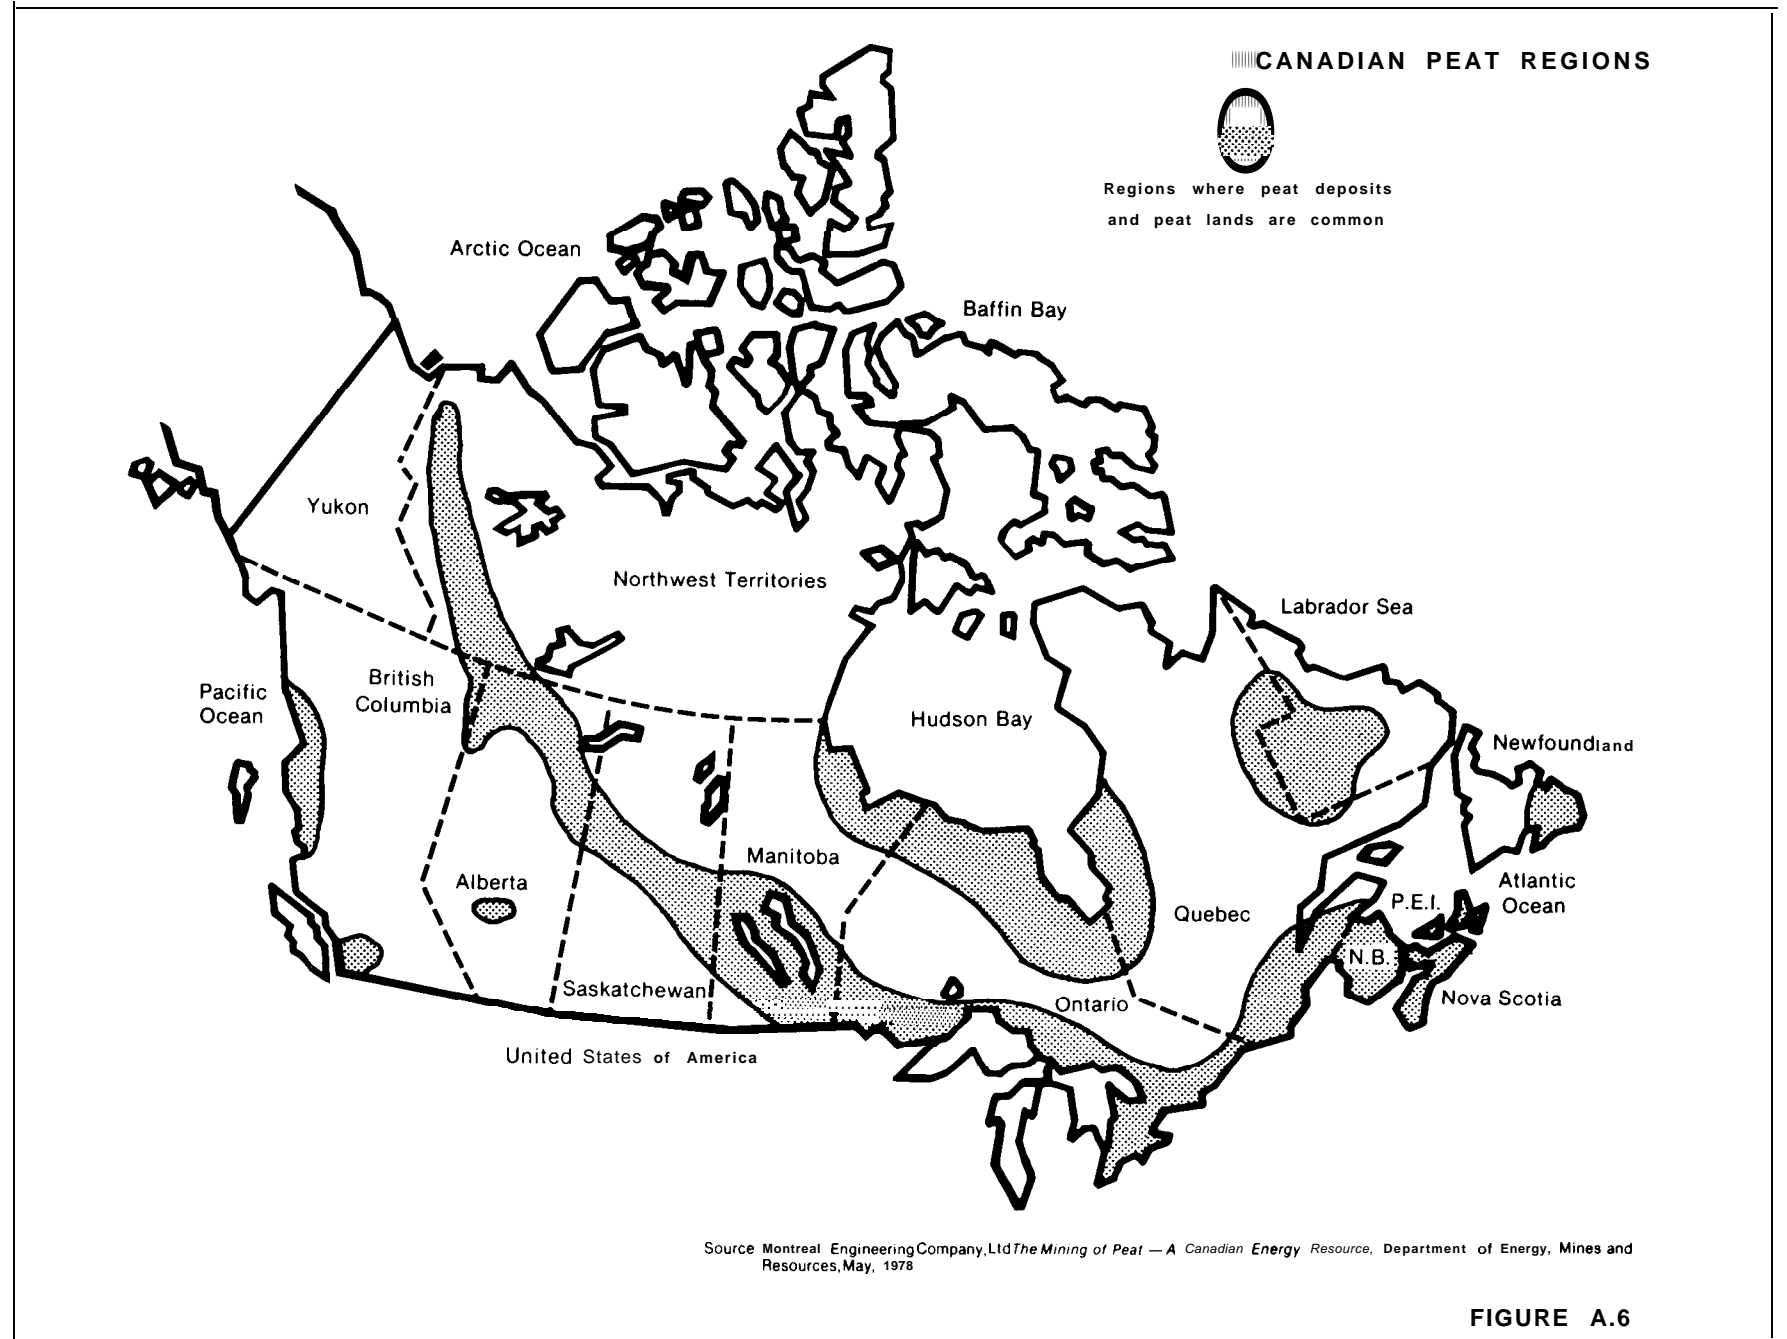 CANADIAN PEAT REGIONS
Regions where peat deposits
and peat lands are common
Arctic Ocean
Baffin Bay
Yukon
Northwest Territories
Labrador Sea
British
Columbia
Pacific
Ocean
Hudson Bay
Newfoundland
Manitoba
Alberta
Atlantic
Ocean
P.E.I.
Quebec
N.B.
Saskatchewan
Ontario
Nova Scotia
United States of America
Source Montreal Engineering Company, Ltd The Mining of Peat — A Canadian Energy Resource, Department of Energy, Mines and
Resources, May, 1978
FIGURE A.6